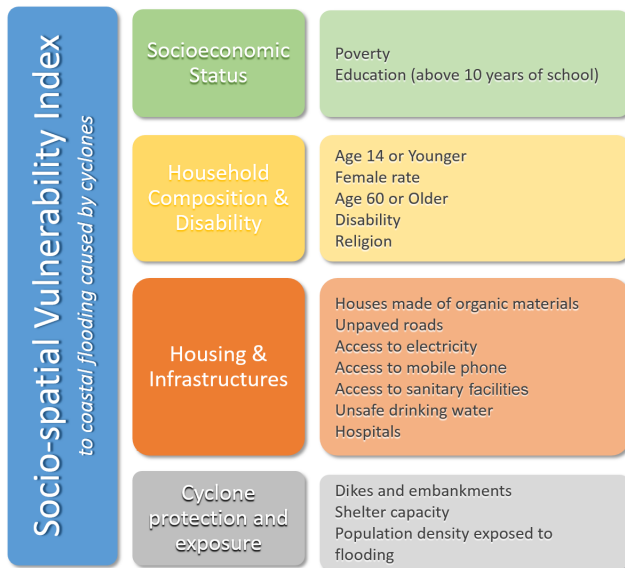 Socio-spatial Vulnerability Index
to coastal flooding caused by cyclones
Socioeconomic
Status
Poverty
Education (above 10 years of school)
Household
Composition &
Disability
Age 14 or Younger
Female rate
Age 60 or Older
Disability
Religion
Housing &
Infrastructures
Houses made of organic materials
Unpaved roads
Access to electricity
Access to mobile phone
Access to sanitary facilities
Unsafe drinking water
Hospitals
Cyclone
protection and
exposure
Dikes and embankments
Shelter capacity
Population density exposed to
flooding